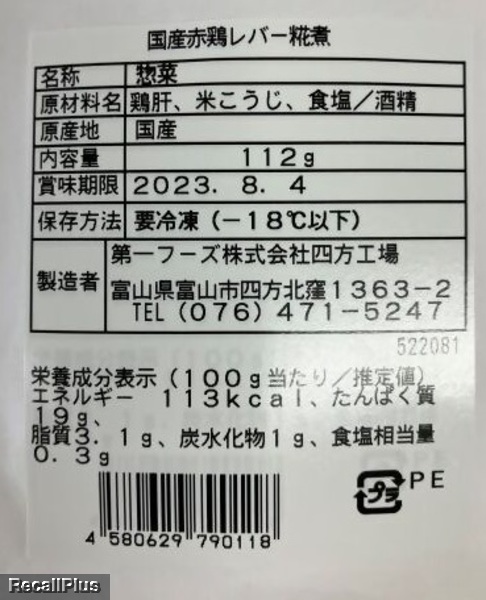 国産赤鶏レバー糀煮
名称 惣菜
原材料名 鶏肝、米こうじ、食塩／酒精
原産地 国産
内容量 １１２ｇ
賞味期限 ２０２３．８．４
保存方法 要冷凍（－１８℃以下）
製造者 第一フーズ株式会社四方工場
富山県富山市四方北窪１３６３－２
TEL（０７６）４７１－５２４７
522081
栄養成分表示（１００ｇ当たり／推定値）
エネルギー １１３ｋｃａｌ、たんぱく質
１９ｇ、
脂質３．１ｇ、炭水化物１ｇ、食塩相当量
０．３ｇ
プラ PE
4 580629 790118
RecallPlus